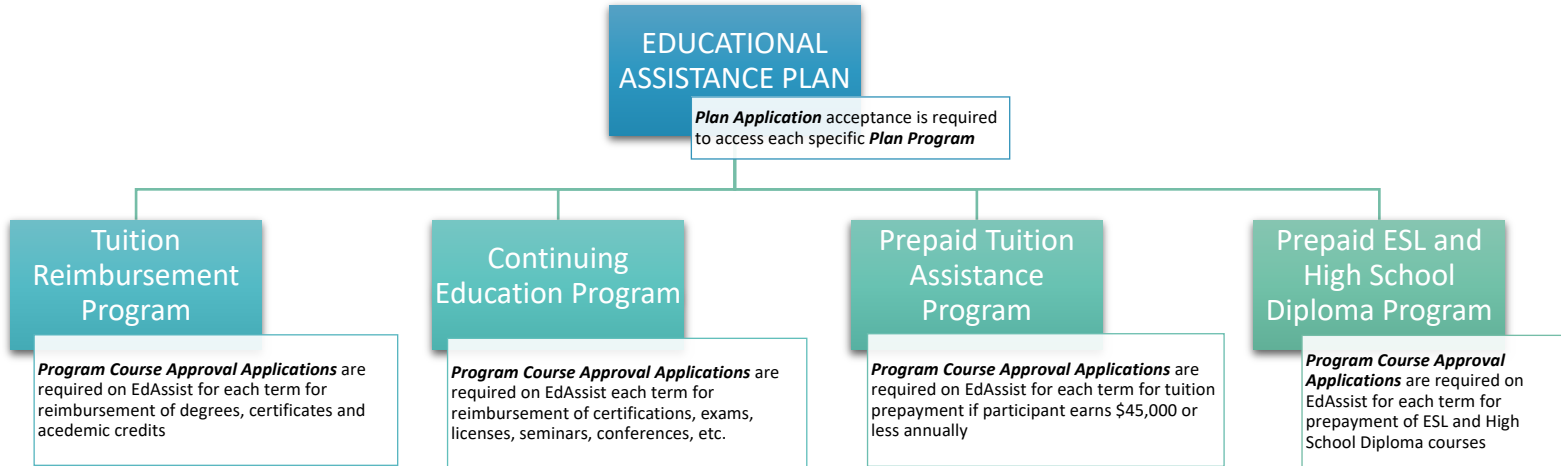 EDUCATIONAL
ASSISTANCE PLAN
Plan Application acceptance is required
to access each specific Plan Program
Tuition
Reimbursement
Program
Program Course Approval Applications are
required on EdAssist for each term for
reimbursement of degrees, certificates and
acedemic credits
Continuing
Education Program
Program Course Approval Applications are
required on EdAssist each term for
reimbursement of certifications, exams,
licenses, seminars, conferences, etc.
Prepaid Tuition
Assistance
Program
Program Course Approval Applications are
required on EdAssist for each term for tuition
prepayment if participant earns $45,000 or
less annually
Prepaid ESL and
High School
Diploma Program
Program Course Approval
Applications are required on
EdAssist for each term for
prepayment of ESL and High
School Diploma courses